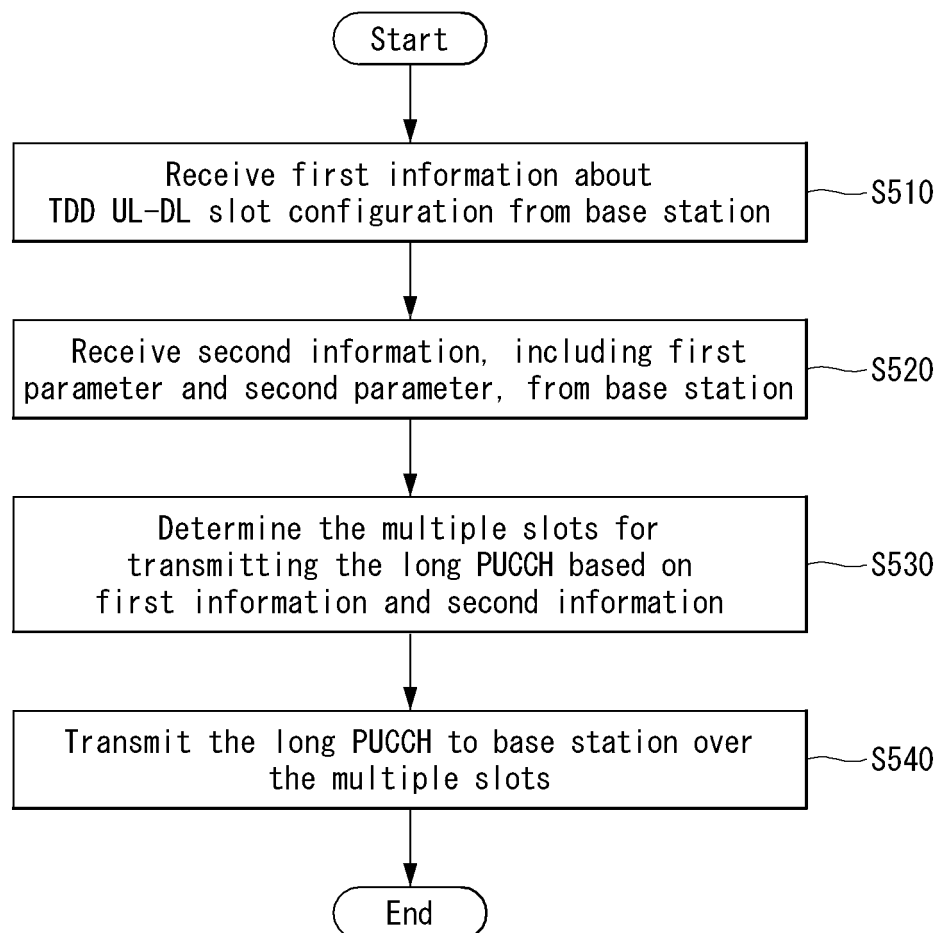 Start
Receive first information about
TDD UL-DL slot configuration from base station
S510
Receive second information, including first
parameter and second parameter, from base station
S520
Determine the multiple slots for
transmitting the long PUCCH based on
first information and second information
S530
Transmit the long PUCCH to base station over
the multiple slots
S540
End